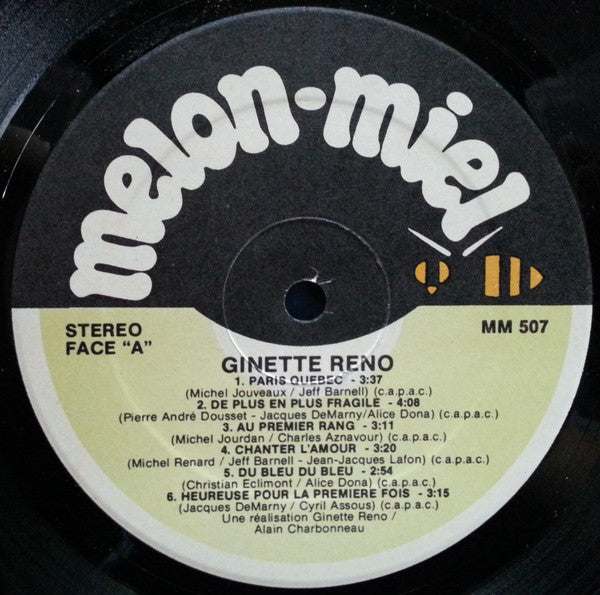 melon-miel
STEREO
FACE "A"
MM 507
GINETTE RENO
1. PARIS QUEBEC - 3:37
(Michel Jouveaux / Jeff Barnell) (c.a.p.a.c.)
2. DE PLUS EN PLUS FRAGILE - 4:08
(Pierre André Dousset - Jacques DeMarny/Alice Dona) (c.a.p.a.c.)
3. AU PREMIER RANG - 3:11
(Michel Jourdan / Charles Aznavour) (c.a.p.a.c.)
4. CHANTER L'AMOUR - 3:20
(Michel Renard / Jeff Barnell - Jean-Jacques Lafon) (c.a.p.a.c.)
5. DU BLEU DU BLEU - 2:54
(Christian Eclimont / Alice Dona) (c.a.p.a.c.)
6. HEUREUSE POUR LA PREMIERE FOIS - 3:15
(Jacques DeMarny / Cyril Assous) (c.a.p.a.c.)
Une réalisation Ginette Reno /
Alain Charbonneau